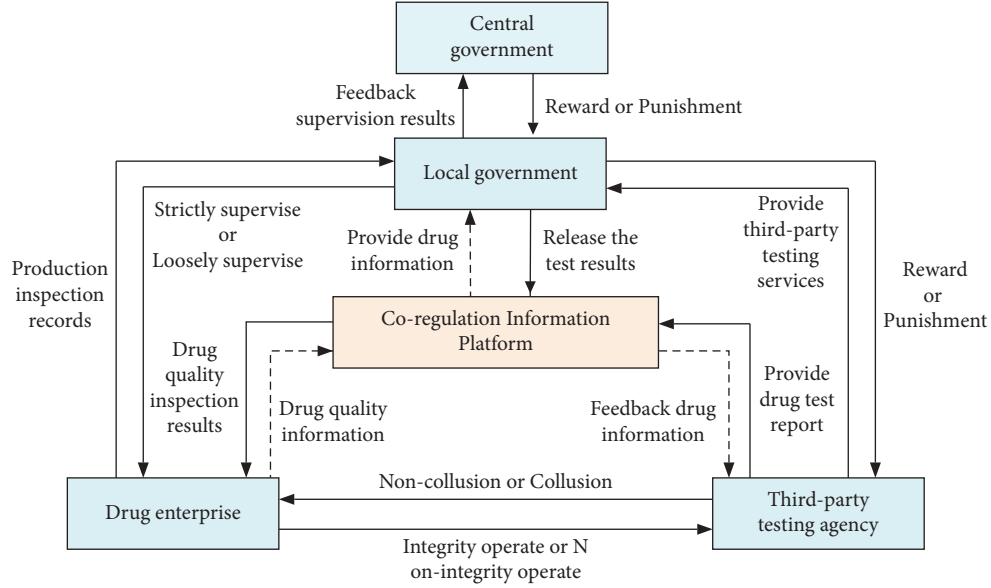 Central
government
Feedback
supervision results
Reward or Punishment
Local government
Strictly supervise
or
Loosely supervise
Provide drug
information
Release the
test results
Provide
third-party
testing
services
Production
inspection
records
Reward
or
Punishment
Co-regulation Information
Platform
Drug
quality
inspection
results
Drug quality
information
Feedback drug
information
Provide
drug test
report
Non-collusion or Collusion
Drug enterprise
Third-party
testing agency
Integrity operate or N
on-integrity operate